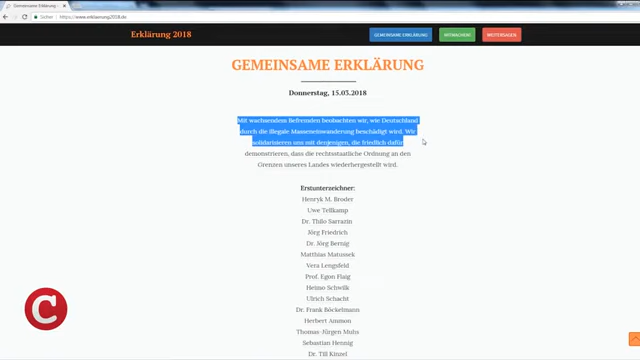 Gemeinsame Erklärung
Sicher
https://www.erklaerung2018.de
Erklärung 2018
GEMEINSAME ERKLÄRUNG
MITMACHEN
WEITERSAGEN
GEMEINSAME ERKLÄRUNG
Donnerstag, 15.03.2018
Mit wachsendem Befremden beobachten wir, wie Deutschland
durch die illegale Masseneinwanderung beschädigt wird. Wir
solidarisieren uns mit denjenigen, die friedlich dafür
demonstrieren, dass die rechtsstaatliche Ordnung an den
Grenzen unseres Landes wiederhergestellt wird.
Erstunterzeichner:
Henryk M. Broder
Uwe Tellkamp
Dr. Thilo Sarrazin
Jörg Friedrich
Dr. Jörg Bernig
Matthias Matussek
Vera Lengsfeld
Prof. Egon Flaig
Heimo Schwilk
Ulrich Schacht
Dr. Frank Böckelmann
Herbert Ammon
Thomas-Jürgen Muhs
Sebastian Hennig
Dr. Till Kinzel
C